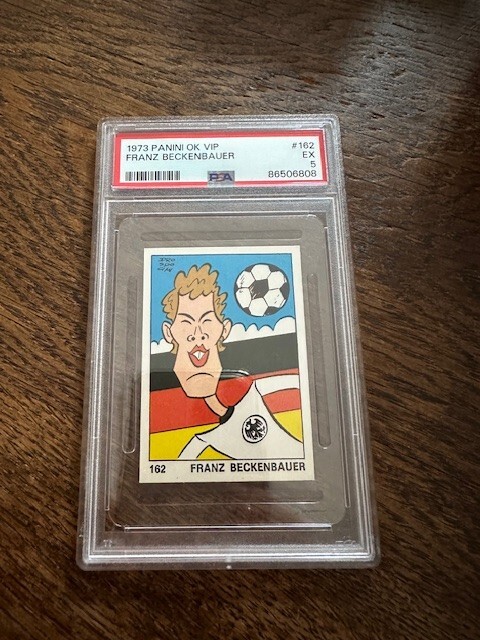 1973 PANINI OK VIP #162
FRANZ BECKENBAUER EX
5
PSA 86506808
162 FRANZ BECKENBAUER